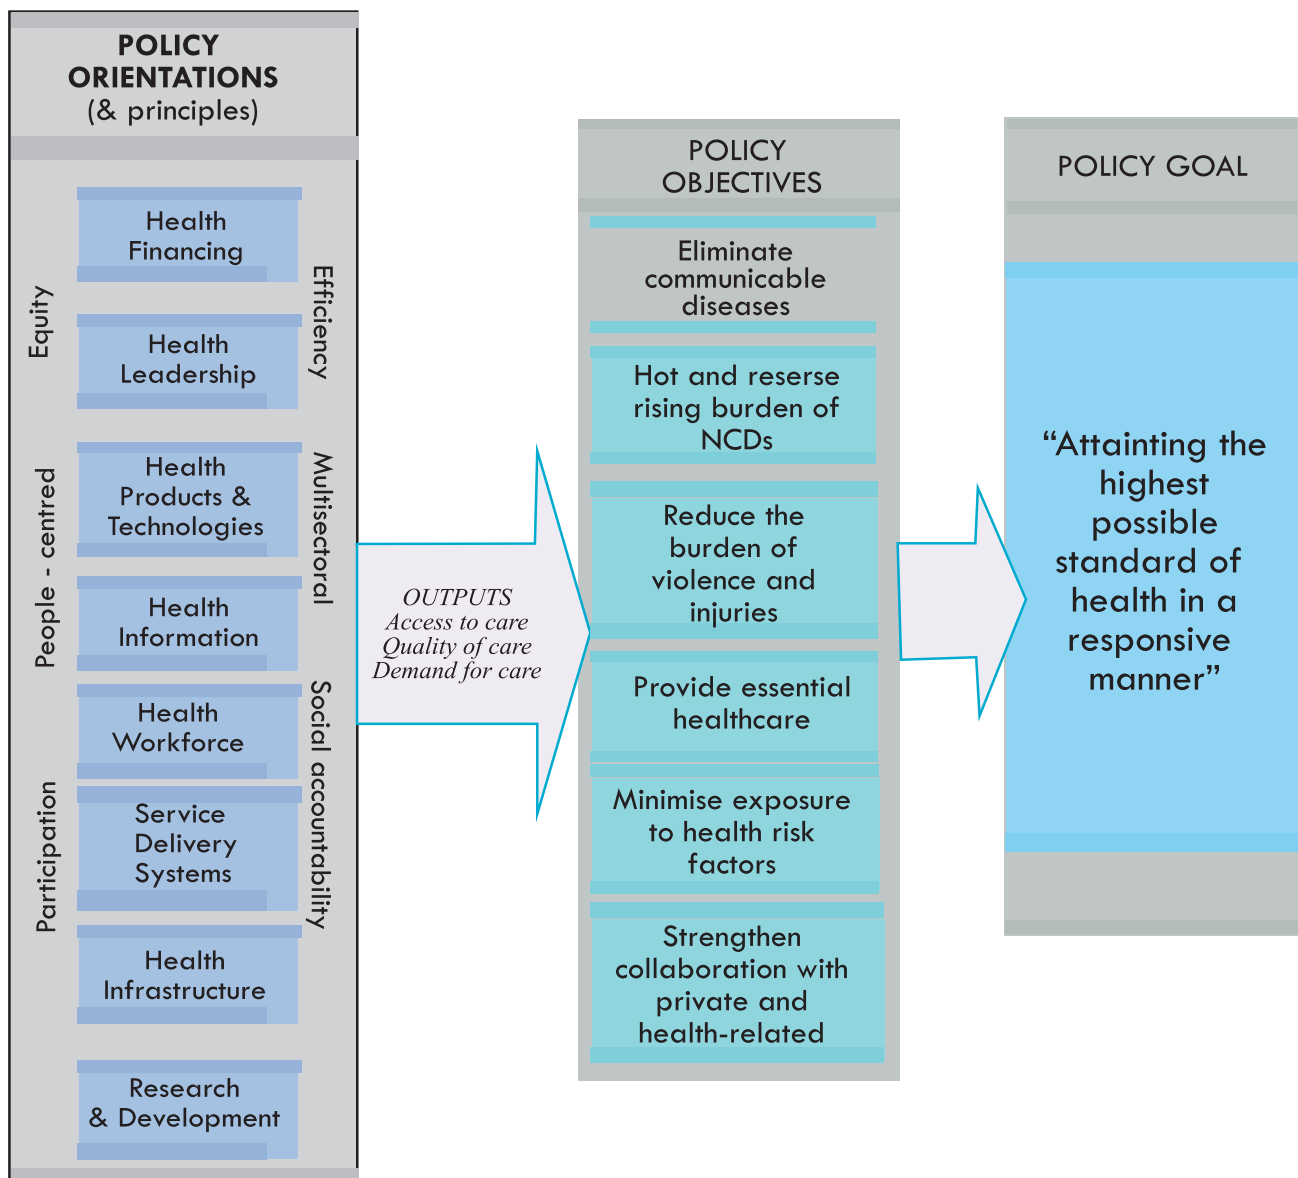 POLICY
ORIENTATIONS
(& principles)
Equity
People - centred
Participation
Health
Financing
Health
Leadership
Health
Products &
Technologies
Health
Information
Health
Workforce
Service
Delivery
Systems
Health
Infrastructure
Research
& Development
Efficiency
Multisectoral
Social accountability
OUTPUTS
Access to care
Quality of care
Demand for care
POLICY
OBJECTIVES
Eliminate
communicable
diseases
Hot and reserse
rising burden of
NCDs
Reduce the
burden of
violence and
injuries
Provide essential
healthcare
Minimise exposure
to health risk
factors
Strengthen
collaboration with
private and
health-related
POLICY GOAL
“Attainting the
highest
possible
standard of
health in a
responsive
manner”